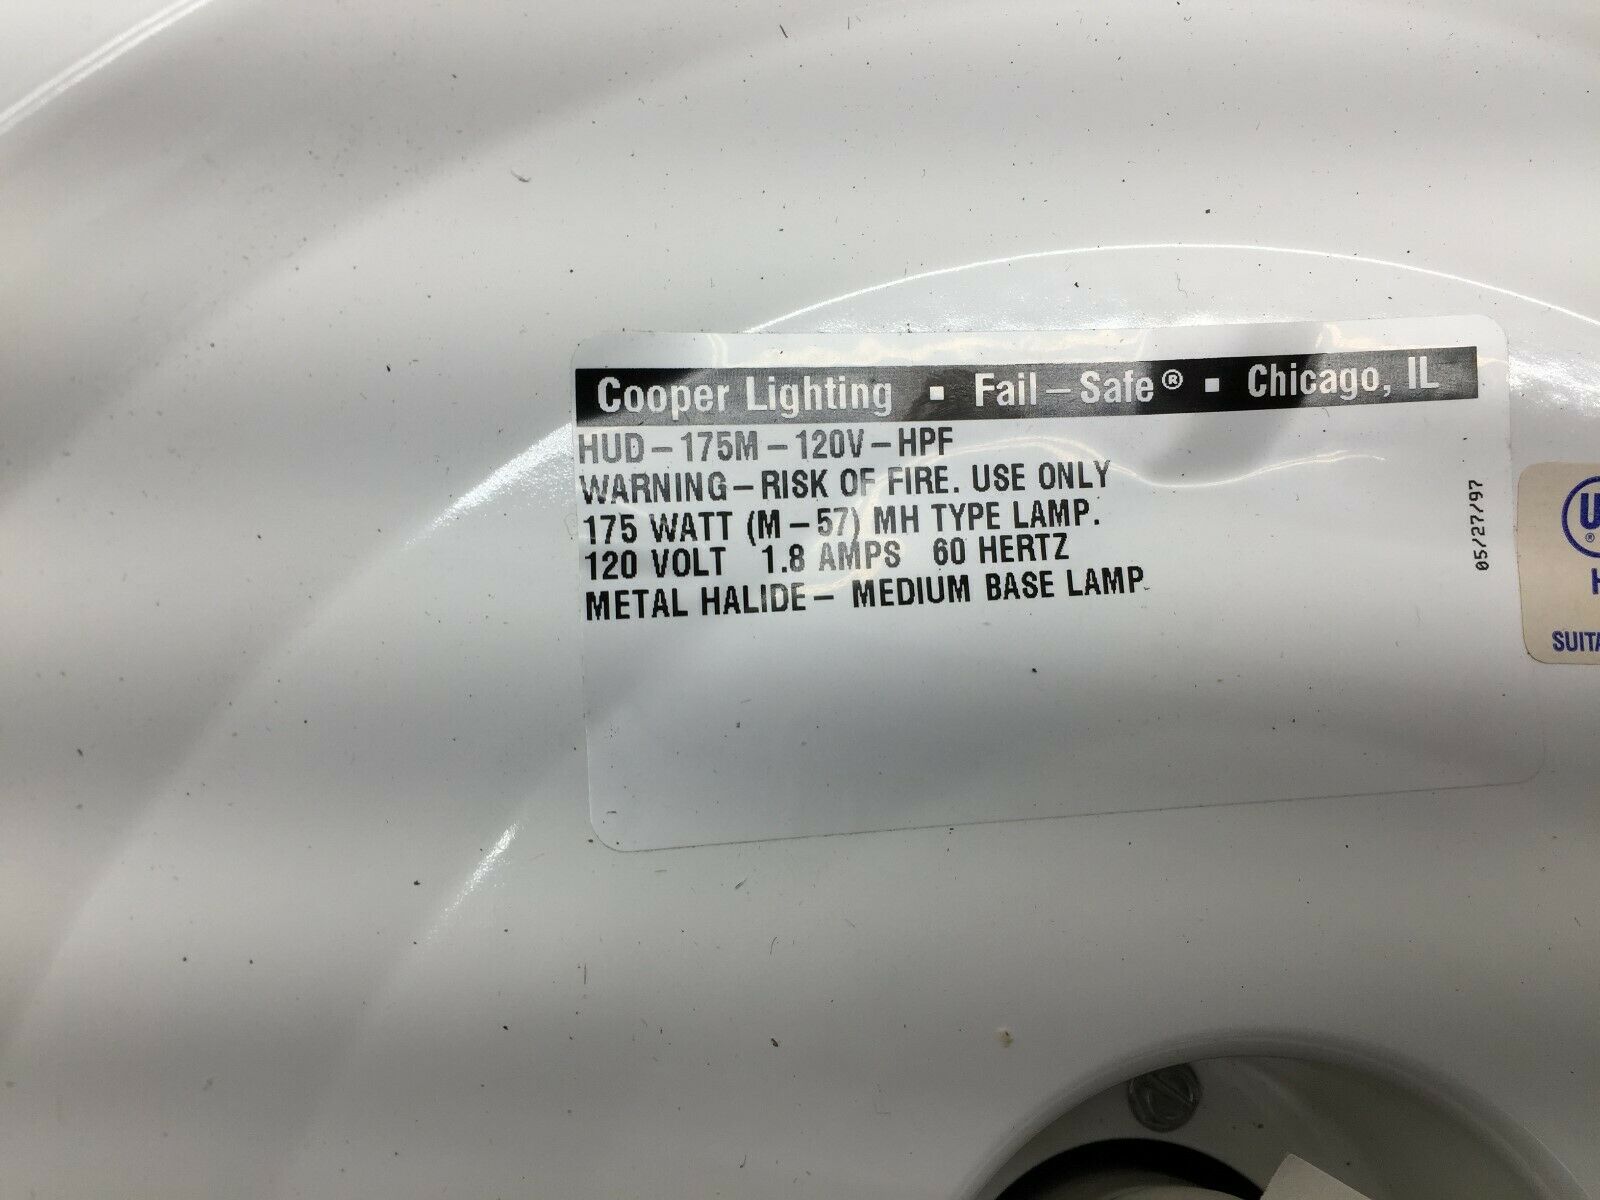 Cooper Lighting ▪ Fail–Safe® ▪ Chicago, IL
HUD–175M–120V–HPF
WARNING–RISK OF FIRE. USE ONLY
175 WATT (M–57) MH TYPE LAMP.
120 VOLT 1.8 AMPS 60 HERTZ
METAL HALIDE– MEDIUM BASE LAMP
05/27/97